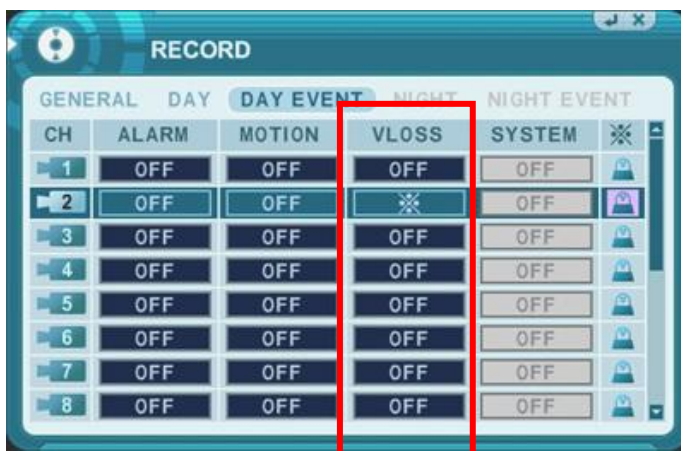 RECORD
GENERAL DAY DAY EVENT NIGHT NIGHT EVENT
CH ALARM MOTION VLOSS SYSTEM ※
1 OFF OFF OFF OFF
2 OFF OFF ※ OFF
3 OFF OFF OFF OFF
4 OFF OFF OFF OFF
5 OFF OFF OFF OFF
6 OFF OFF OFF OFF
7 OFF OFF OFF OFF
8 OFF OFF OFF OFF